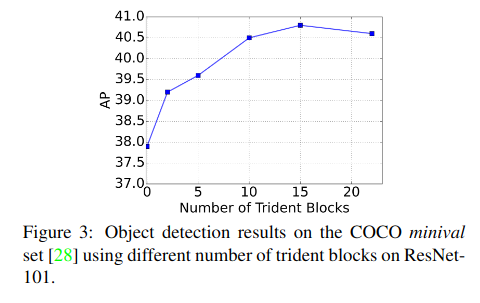 41.0
40.5
40.0
39.5
39.0
38.5
38.0
37.5
37.0
AP
0 5 10 15 20
Number of Trident Blocks
Figure 3: Object detection results on the COCO minival
set [28] using different number of trident blocks on ResNet-
101.